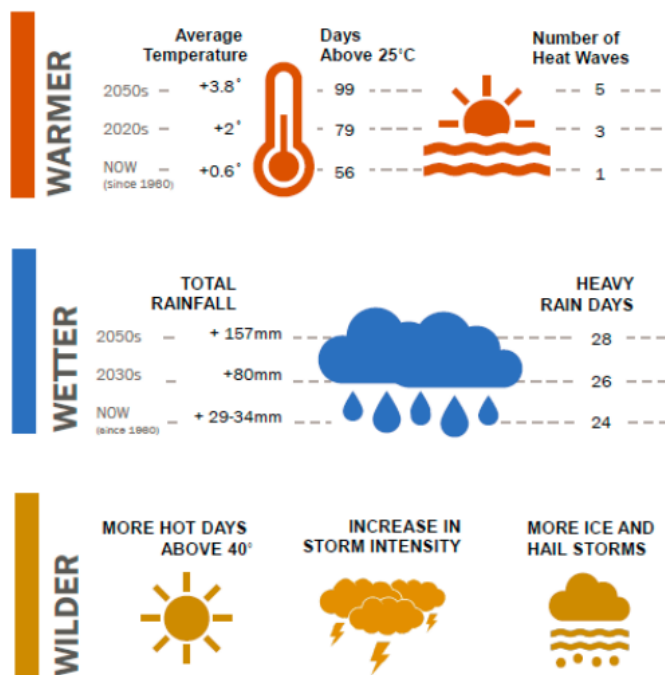 WARMER
Average
Temperature
Days
Above 25°C
Number of
Heat Waves
2050s +3.8° 99 5
2020s +2° 79 3
NOW
(since 1960) +0.6° 56 1
WETTER
TOTAL
RAINFALL
HEAVY
RAIN DAYS
2050s + 157mm 28
2030s +80mm 26
NOW
(since 1960) + 29-34mm 24
WILDER
MORE HOT DAYS
ABOVE 40°
INCREASE IN
STORM INTENSITY
MORE ICE AND
HAIL STORMS